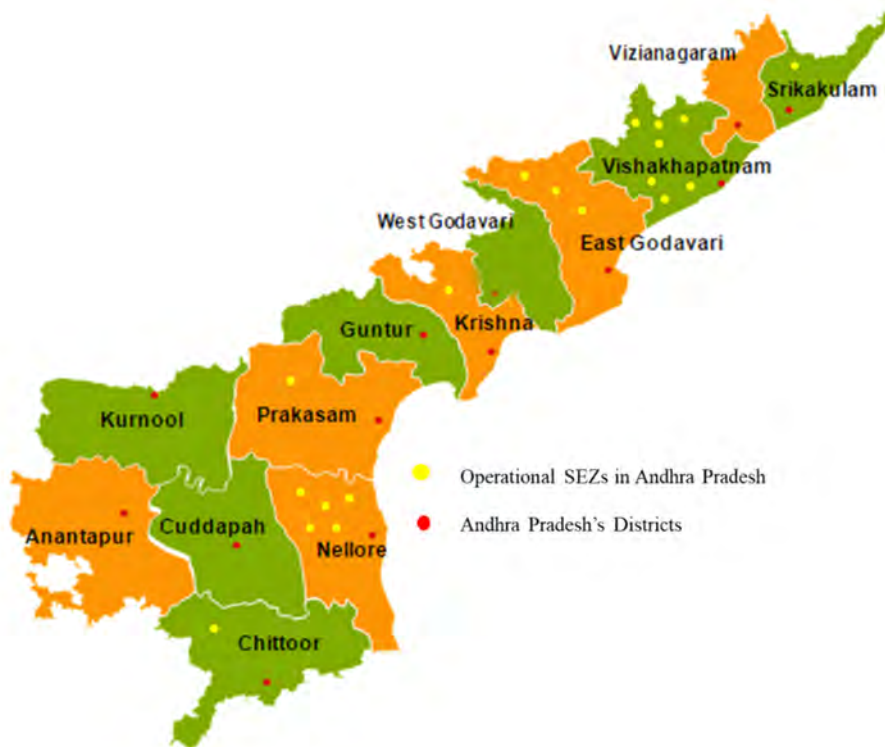 Vizianagaram
Srikakulam
Vishakhapatnam
West Godavari
East Godavari
Krishna
Guntur
Prakasam
Kurnool
Operational SEZs in Andhra Pradesh
Andhra Pradesh's Districts
Anantapur
Cuddapah
Nellore
Chittoor